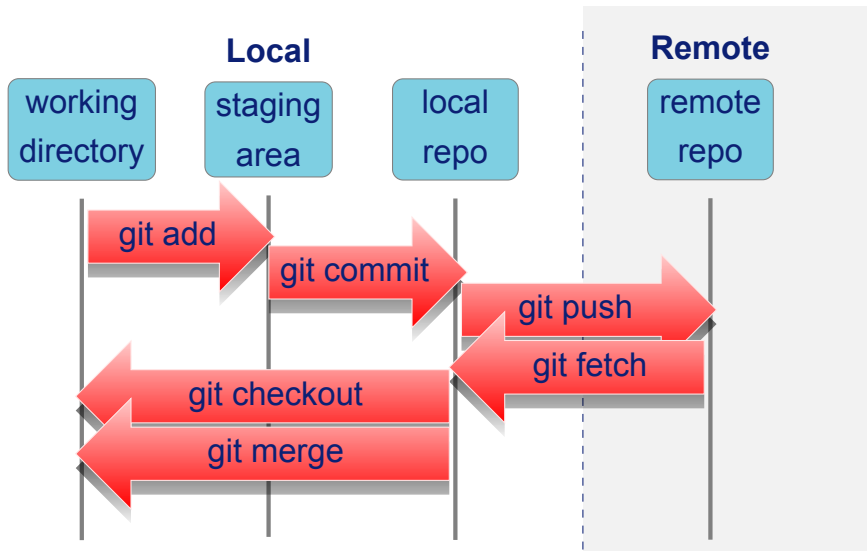 Local
Remote
working
directory
staging
area
local
repo
remote
repo
git add
git commit
git push
git fetch
git checkout
git merge